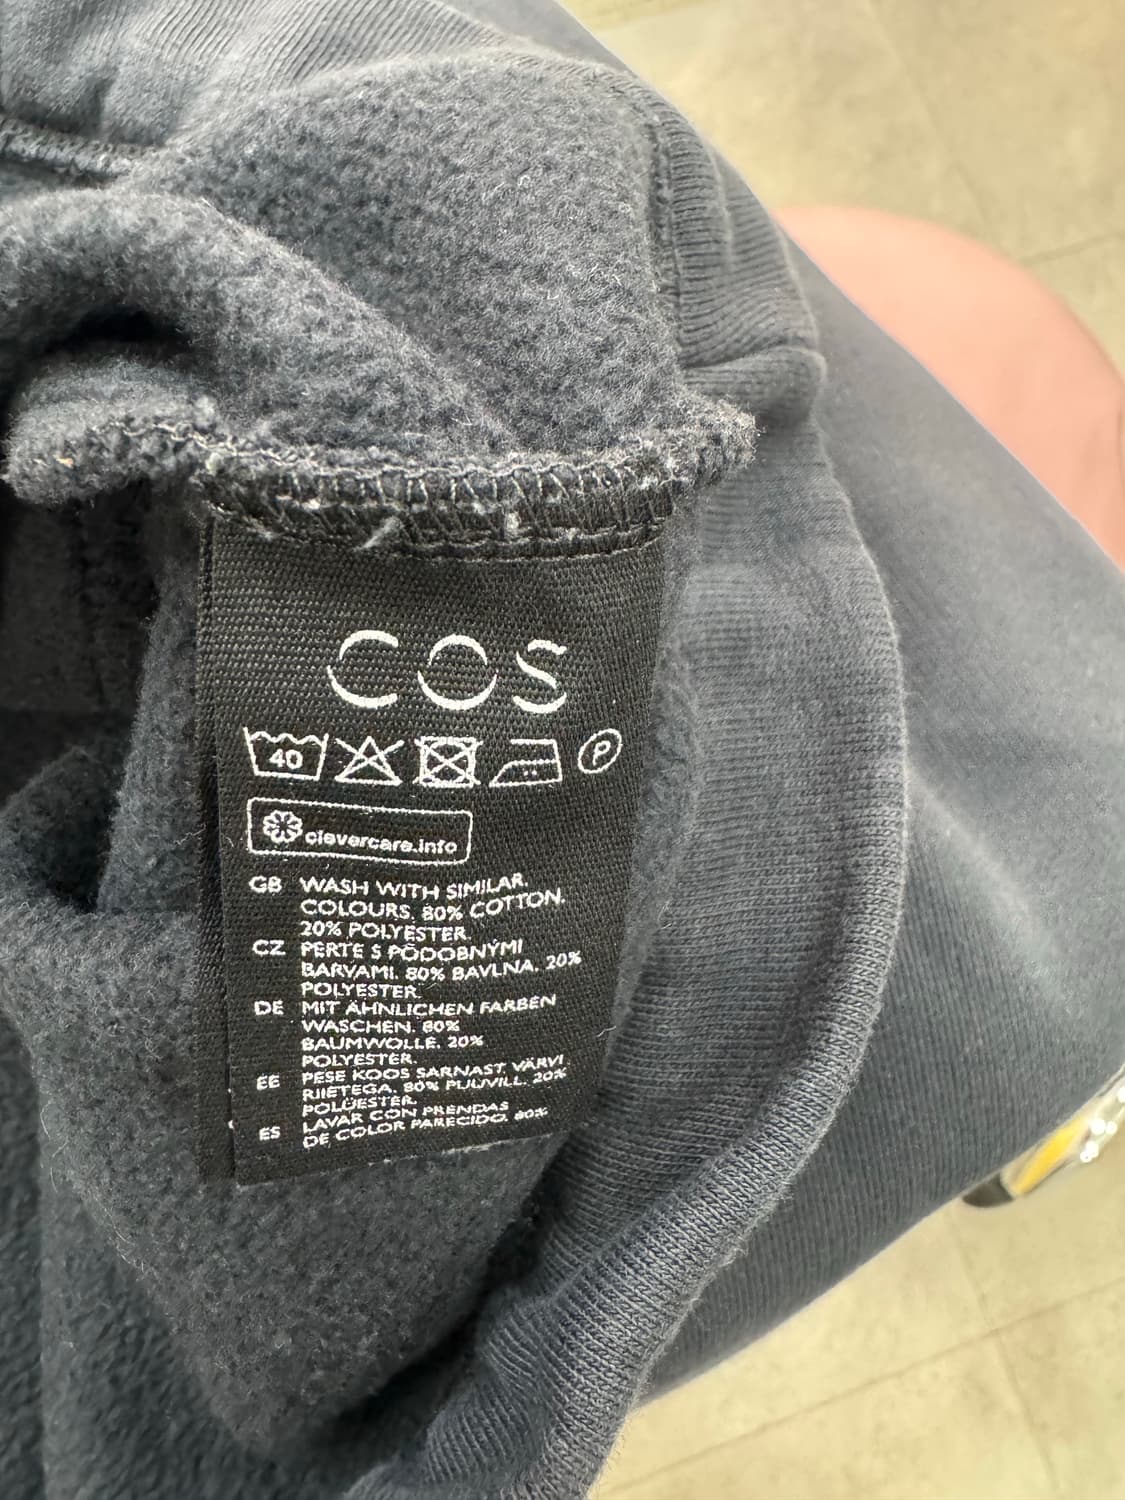 COS
40
P
clevercare.info
GB WASH WITH SIMILAR
COLOURS. 80% COTTON.
20% POLYESTER
CZ PERTE S PODOBNÝMI
BARVAMI. 80% BAVLNA. 20%
POLYESTER.
DE MIT ÄHNLICHEN FARBEN
WASCHEN. 80%
BAUMWOLLE. 20%
POLYESTER.
EE PESE KOOS SARNAST VÄRVI
RIIETEGA. 80% PUUVILL. 20%
POLÜESTER.
ES LAVAR CON PRENDAS
DE COLOR PARECIDO. 80%